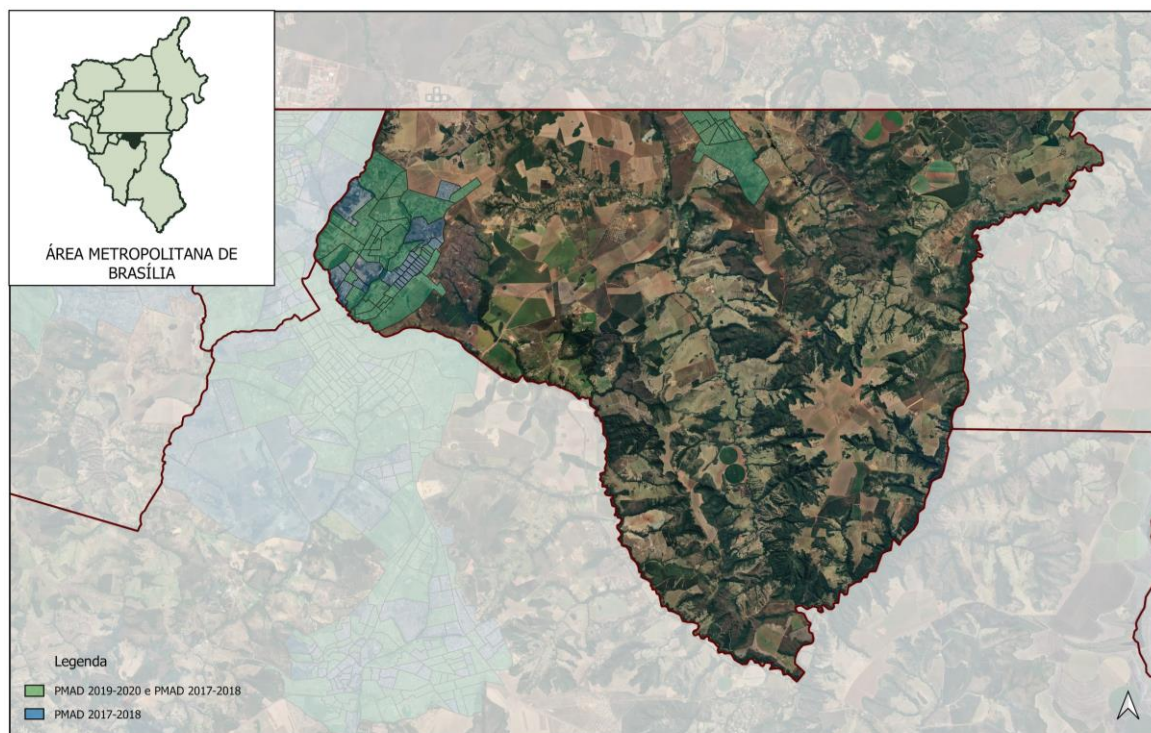 ÁREA METROPOLITANA DE
BRASÍLIA
Legenda
PMAD 2019-2020 e PMAD 2017-2018
PMAD 2017-2018